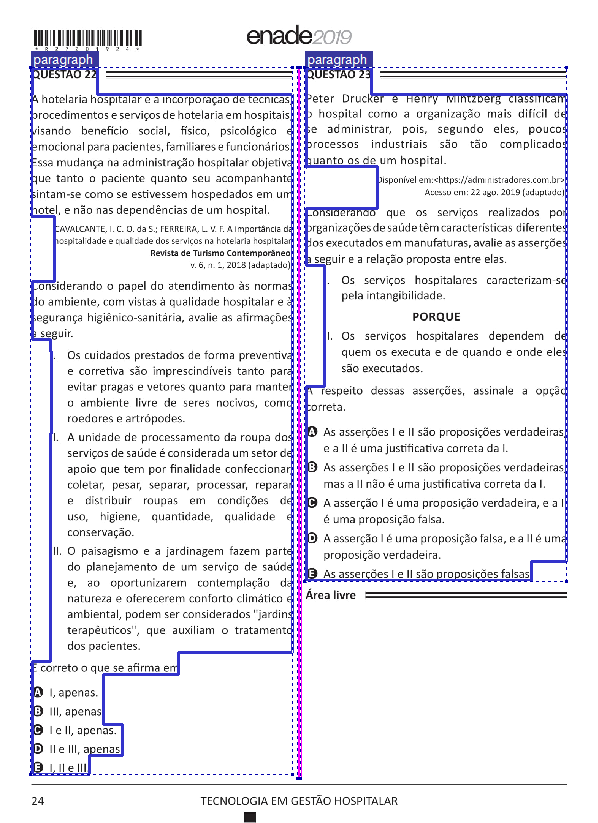 enade2019
*R2220192 4*
paragraph
QUESTÃO 22
A hotelaria hospitalar é a incorporação de técnicas,
procedimentos e serviços de hotelaria em hospitais,
visando benefício social, físico, psicológico e
emocional para pacientes, familiares e funcionários.
Essa mudança na administração hospitalar objetiva
que tanto o paciente quanto seu acompanhante
sintam-se como se estivessem hospedados em um
hotel, e não nas dependências de um hospital.
CAVALCANTE, I. C. O. da S.; FERREIRA, L. V. F. A importância da
hospitalidade e qualidade dos serviços na hotelaria hospitalar.
Revista de Turismo Contemporâneo,
v. 6, n. 1, 2018 (adaptado).
Considerando o papel do atendimento às normas
do ambiente, com vistas à qualidade hospitalar e à
segurança higiênico-sanitária, avalie as afirmações
a seguir.
I. Os cuidados prestados de forma preventiva
e corretiva são imprescindíveis tanto para
evitar pragas e vetores quanto para manter
o ambiente livre de seres nocivos, como
roedores e artrópodes.
II. A unidade de processamento da roupa dos
serviços de saúde é considerada um setor de
apoio que tem por finalidade confeccionar,
coletar, pesar, separar, processar, reparar
e distribuir roupas em condições de
uso, higiene, quantidade, qualidade e
conservação.
III. O paisagismo e a jardinagem fazem parte
do planejamento de um serviço de saúde
e, ao oportunizarem contemplação da
natureza e oferecerem conforto climático e
ambiental, podem ser considerados "jardins
terapêuticos", que auxiliam o tratamento
dos pacientes.
É correto o que se afirma em
A I, apenas.
B III, apenas.
C I e II, apenas.
D II e III, apenas.
E I, II e III.
paragraph
QUESTÃO 23
Peter Drucker e Henry Mintzberg classificam
o hospital como a organização mais difícil de
se administrar, pois, segundo eles, poucos
processos industriais são tão complicados
quanto os de um hospital.
Disponível em:<https://administradores.com.br>.
Acesso em: 22 ago. 2019 (adaptado).
Considerando que os serviços realizados por
organizações de saúde têm características diferentes
dos executados em manufaturas, avalie as asserções
a seguir e a relação proposta entre elas.
I. Os serviços hospitalares caracterizam-se
pela intangibilidade.
PORQUE
II. Os serviços hospitalares dependem de
quem os executa e de quando e onde eles
são executados.
A respeito dessas asserções, assinale a opção
correta.
A As asserções I e II são proposições verdadeiras,
e a II é uma justificativa correta da I.
B As asserções I e II são proposições verdadeiras,
mas a II não é uma justificativa correta da I.
C A asserção I é uma proposição verdadeira, e a II
é uma proposição falsa.
D A asserção I é uma proposição falsa, e a II é uma
proposição verdadeira.
E As asserções I e II são proposições falsas.
Área livre
24
TECNOLOGIA EM GESTÃO HOSPITALAR